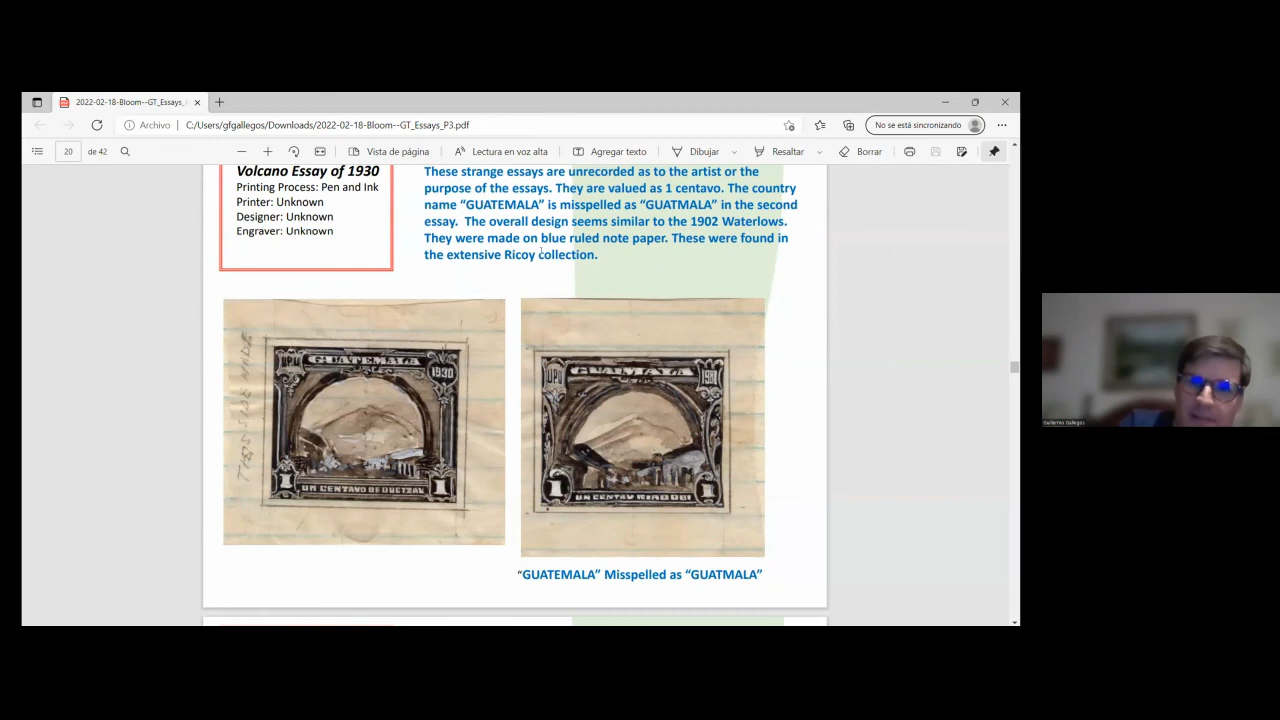 2022-02-18-Bloom--GT_Essays_
Archivo
C:/Users/gfgallegos/Downloads/2022-02-18-Bloom--GT_Essays_P3.pdf
No se está sincronizando
20
de 42
Vista de página
Lectura en voz alta
Agregar texto
Dibujar
Resaltar
Borrar
Volcano Essay of 1930
Printing Process: Pen and Ink
Printer: Unknown
Designer: Unknown
Engraver: Unknown
These strange essays are unrecorded as to the artist or the
purpose of the essays. They are valued as 1 centavo. The country
name “GUATEMALA” is misspelled as “GUATMALA” in the second
essay. The overall design seems similar to the 1902 Waterlows.
They were made on blue ruled note paper. These were found in
the extensive Ricoy collection.
UPU
GUATEMALA
1930
1
UN CENTAVO DE QUETZAL
1
UPU
1
UN CENTAV
1
“GUATEMALA” Misspelled as “GUATMALA”
Guillermo Gallegos